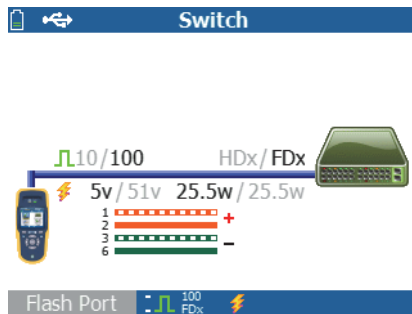 Switch
10/100 HDx/FDx
5v/51v 25.5w/25.5w
1
2 +
3
6 −
Flash Port 100
FDx